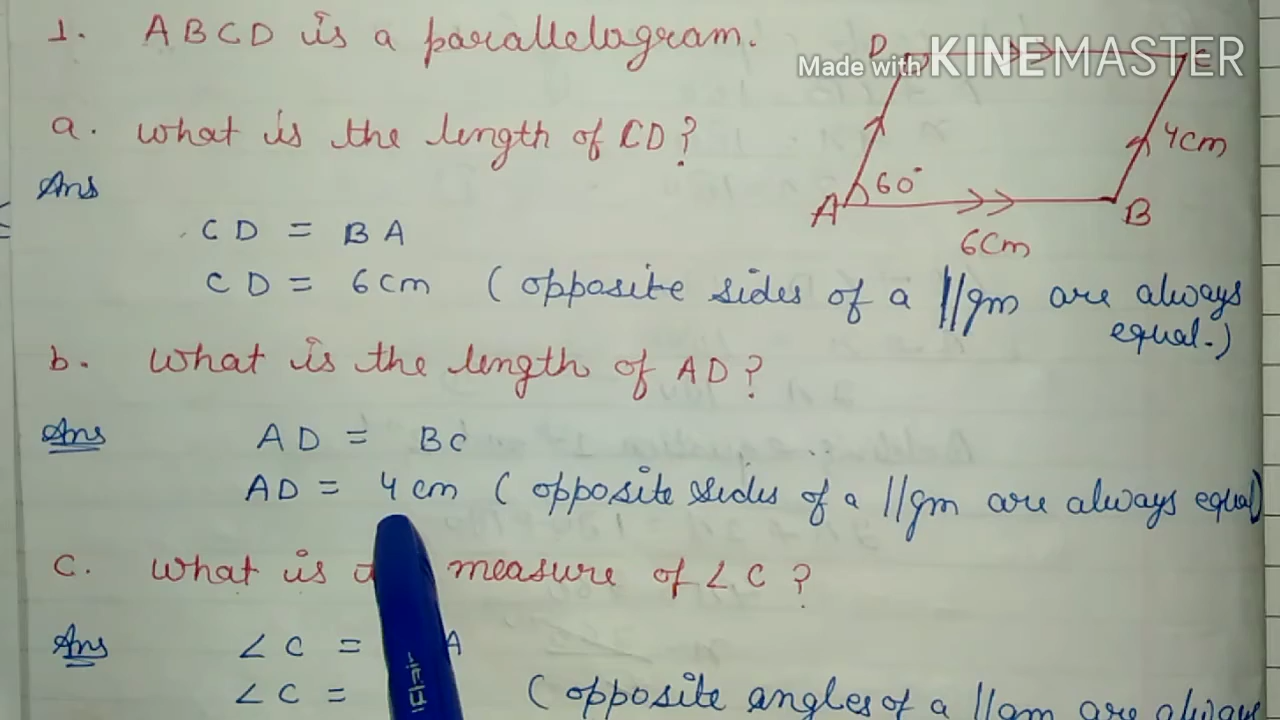 1. ABCD is a parallelogram.
a. What is the length of CD?
Ans
CD = BA
CD = 6cm (opposite sides of a ||gm are always equal.)
b. What is the length of AD?
Ans
AD = BC
AD = 4cm (opposite sides of a ||gm are always equal)
c. What is measure of ∠C?
Ans
∠C = A
∠C = (opposite angles of a ||gm are always
D
4cm
60°
A
B
6cm
Made with KINEMASTER